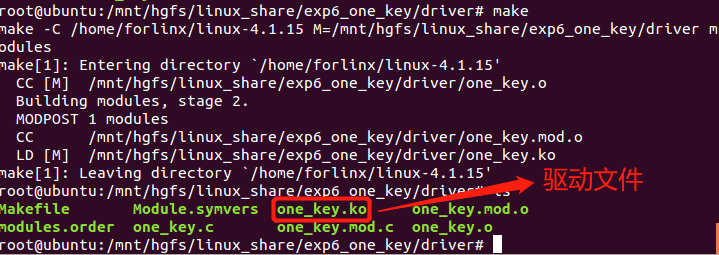 root@ubuntu:/mnt/hgfs/linux_share/exp6_one_key/driver# make
make -C /home/forlinx/linux-4.1.15 M=/mnt/hgfs/linux_share/exp6_one_key/driver m
odules
make[1]: Entering directory `/home/forlinx/linux-4.1.15'
  CC [M]  /mnt/hgfs/linux_share/exp6_one_key/driver/one_key.o
  Building modules, stage 2.
  MODPOST 1 modules
  CC      /mnt/hgfs/linux_share/exp6_one_key/driver/one_key.mod.o
  LD [M]  /mnt/hgfs/linux_share/exp6_one_key/driver/one_key.ko
make[1]: Leaving directory `/home/forlinx/linux-4.1.15'
root@ubuntu:/mnt/hgfs/linux_share/exp6_one_key/driver# ls
驱动文件
Makefile       Module.symvers  one_key.ko     one_key.mod.o
modules.order  one_key.c       one_key.mod.c  one_key.o
root@ubuntu:/mnt/hgfs/linux_share/exp6_one_key/driver#